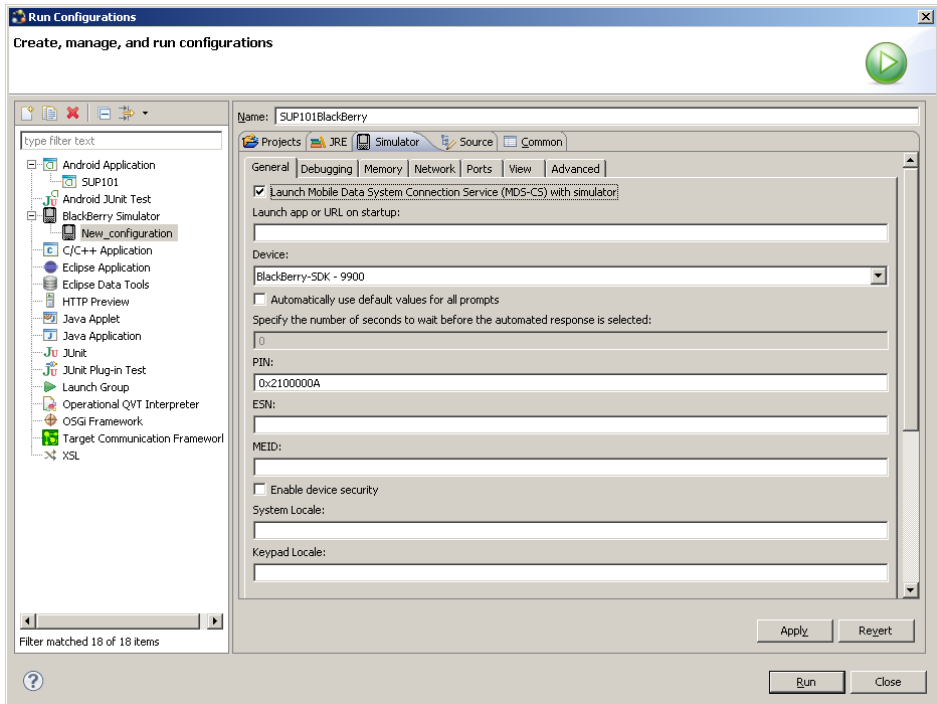 Run Configurations
Create, manage, and run configurations
type filter text
Android Application
SUP101
Android JUnit Test
BlackBerry Simulator
New_configuration
C/C++ Application
Eclipse Application
Eclipse Data Tools
HTTP Preview
Java Applet
Java Application
JUnit
JUnit Plug-in Test
Launch Group
Operational QVT Interpreter
OSGi Framework
Target Communication Framework
XSL
Filter matched 18 of 18 items
Name: SUP101BlackBerry
Projects JRE Simulator Source Common
General Debugging Memory Network Ports View Advanced
Launch Mobile Data System Connection Service (MDS-CS) with simulator
Launch app or URL on startup:
Device:
BlackBerry-SDK - 9900
Automatically use default values for all prompts
Specify the number of seconds to wait before the automated response is selected:
0
PIN:
0x2100000A
ESN:
MEID:
Enable device security
System Locale:
Keypad Locale:
Apply Revert
Run Close